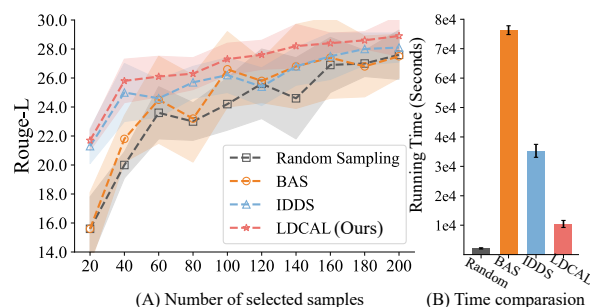 30.0
28.0
26.0
24.0
22.0
20.0
18.0
16.0
14.0
Rouge-L
20 40 60 80 100 120 140 160 180 200
Random Sampling
BAS
IDDS
LDCAL (Ours)
(A) Number of selected samples
8e4
7e4
6e4
5e4
4e4
3e4
2e4
1e4
Running Time (Seconds)
Random BAS IDDS LDCAL
(B) Time comparasion